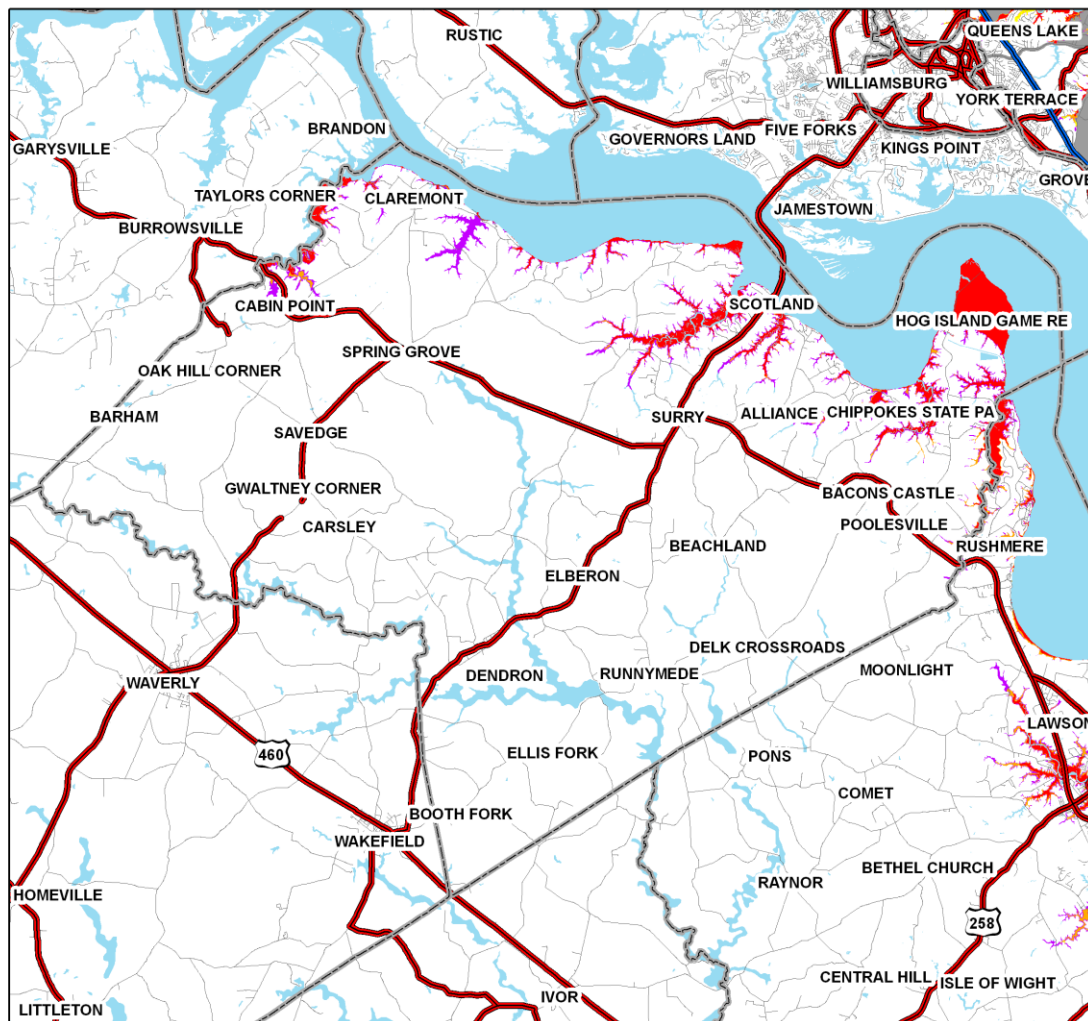 RUSTIC
QUEENS LAKE
WILLIAMSBURG
YORK TERRACE
BRANDON
GOVERNORS LAND
FIVE FORKS
KINGS POINT
GARYSVILLE
GROVE
TAYLORS CORNER
CLAREMONT
JAMESTOWN
BURROWSVILLE
CABIN POINT
SCOTLAND
HOG ISLAND GAME RE
SPRING GROVE
OAK HILL CORNER
BARHAM
SURRY
ALLIANCE
CHIPPOKES STATE PA
SAVEDGE
GWALTNEY CORNER
BACONS CASTLE
CARSLEY
POOLESVILLE
BEACHLAND
RUSHMERE
ELBERON
DELK CROSSROADS
MOONLIGHT
WAVERLY
DENDRON
RUNNYMEDE
LAWSON
460
ELLIS FORK
PONS
COMET
BOOTH FORK
WAKEFIELD
BETHEL CHURCH
HOMEVILLE
RAYNOR
258
CENTRAL HILL
ISLE OF WIGHT
IVOR
LITTLETON